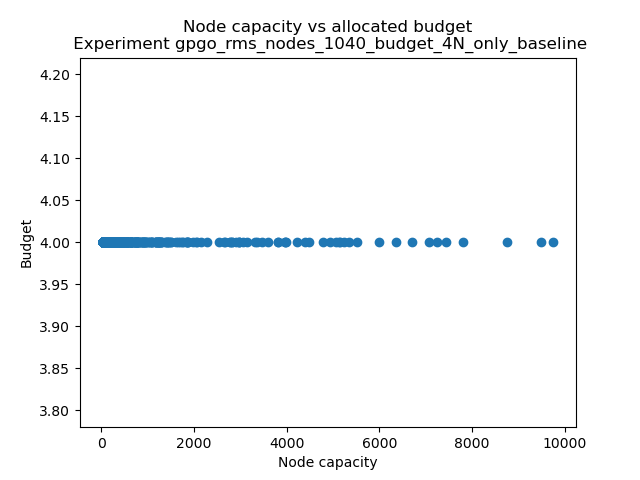 Node capacity vs allocated budget
Experiment gpgo_rms_nodes_1040_budget_4N_only_baseline
4.20
4.15
4.10
4.05
4.00
3.95
3.90
3.85
3.80
Budget
0 2000 4000 6000 8000 10000
Node capacity